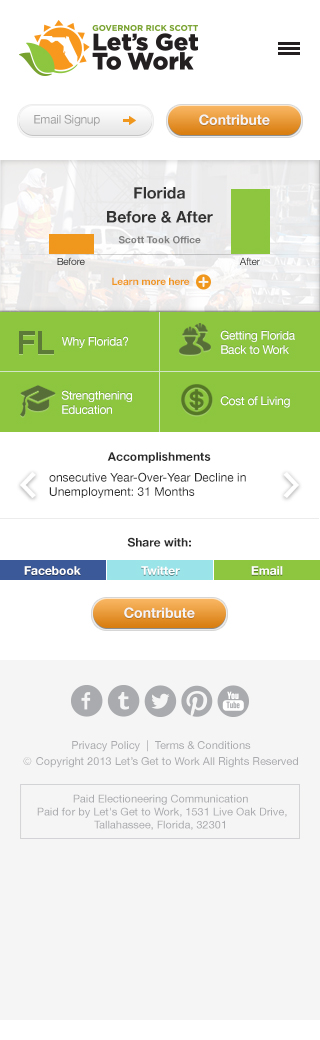 GOVERNOR RICK SCOTT
Let's Get
To Work
Email Signup
Contribute
Florida
Before & After
Scott Took Office
Before
After
Learn more here
FL
Why Florida?
Getting Florida
Back to Work
Strengthening
Education
$
Cost of Living
Accomplishments
onsecutive Year-Over-Year Decline in
Unemployment: 31 Months
Share with:
Facebook
Twitter
Email
Contribute
f
t
You
Tube
Privacy Policy | Terms & Conditions
© Copyright 2013 Let's Get to Work All Rights Reserved
Paid Electioneering Communication
Paid for by Let's Get to Work, 1531 Live Oak Drive,
Tallahassee, Florida, 32301